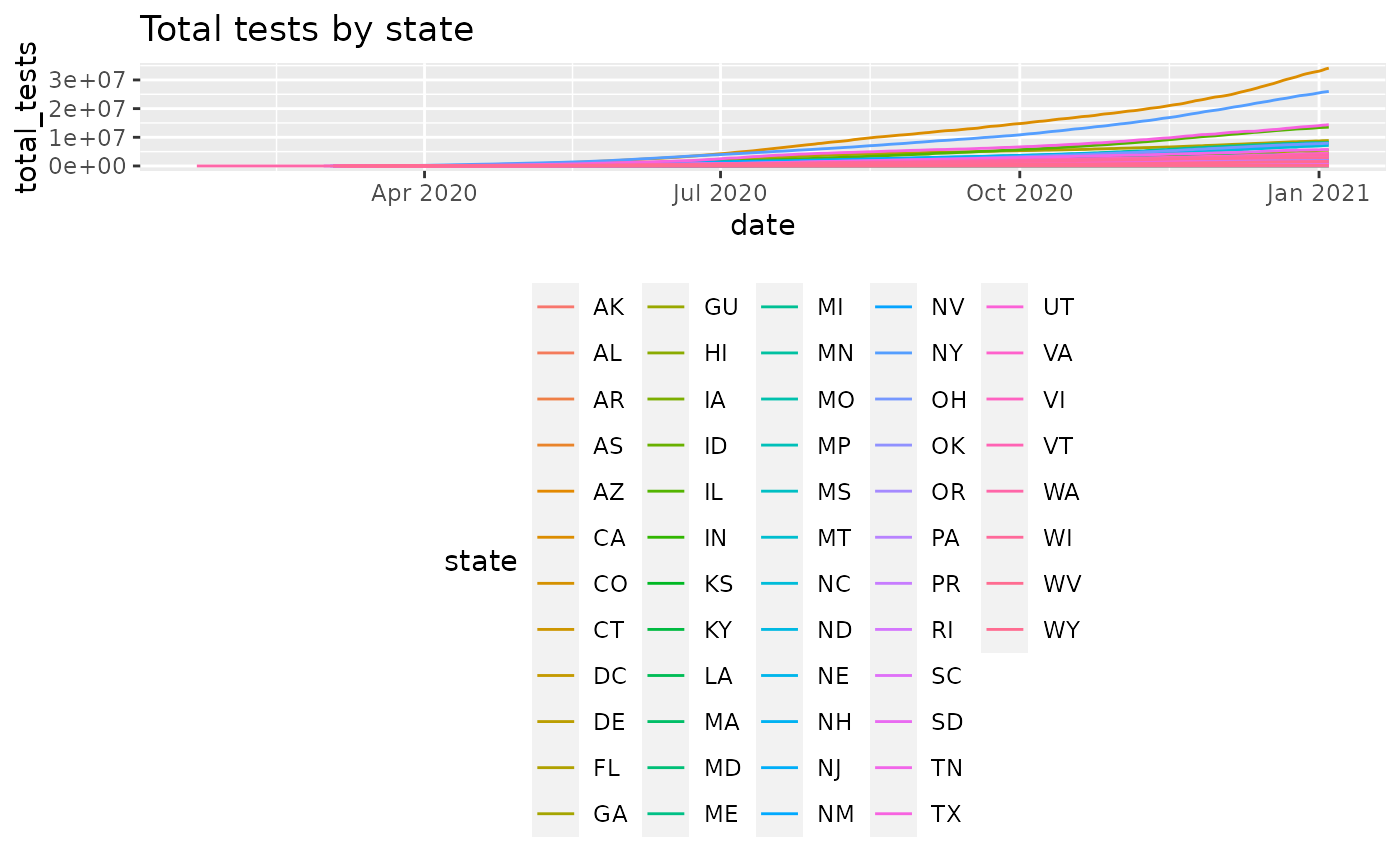 Total tests by state
total_tests
3e+07
2e+07
1e+07
0e+00
Apr 2020 Jul 2020 Oct 2020 Jan 2021
date
state
AK GU MI NV UT
AL HI MN NY VA
AR IA MO OH VI
AS ID MP OK VT
AZ IL MS OR WA
CA IN MT PA WI
CO KS NC PR WV
CT KY ND RI WY
DC LA NE SC
DE MA NH SD
FL MD NJ TN
GA ME NM TX